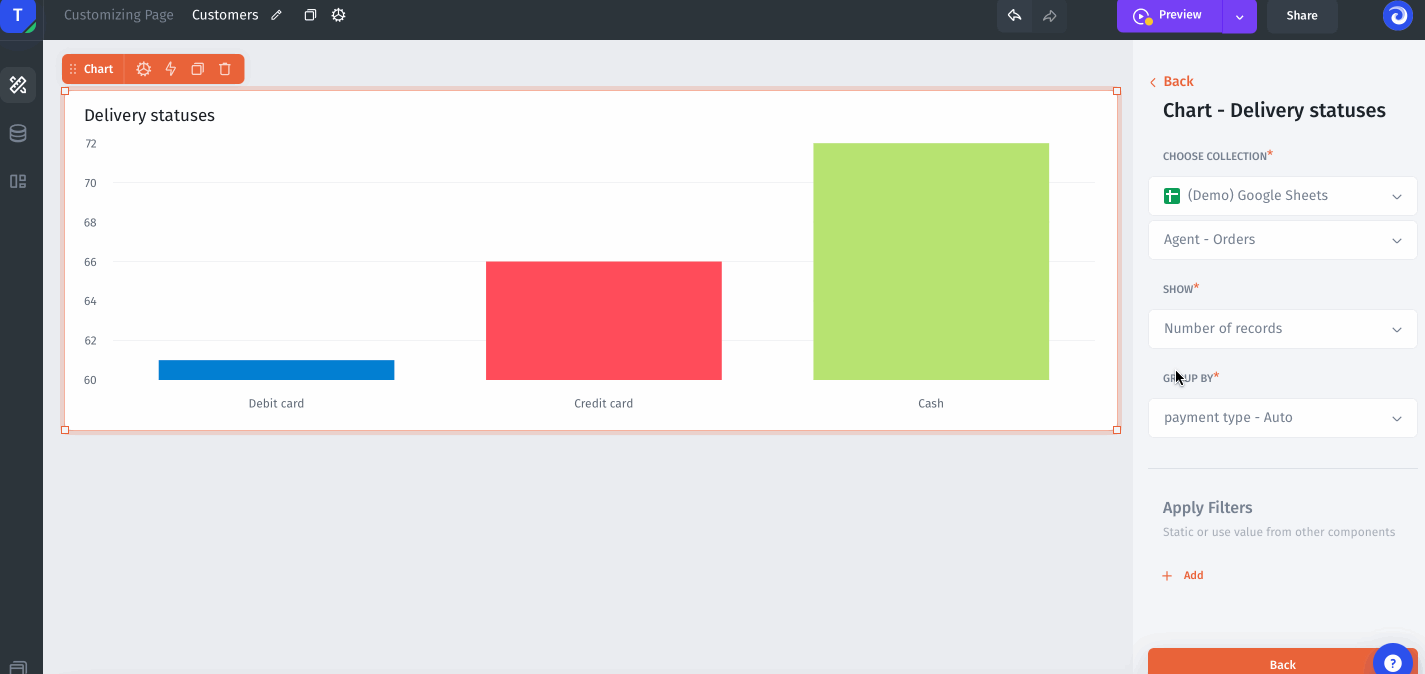 T
Customizing Page Customers
Preview
Share
Chart
Delivery statuses
72
70
68
66
64
62
60
Debit card Credit card Cash
Back
Chart - Delivery statuses
CHOOSE COLLECTION*
(Demo) Google Sheets
Agent - Orders
SHOW*
Number of records
GROUP BY*
payment type - Auto
Apply Filters
Static or use value from other components
+ Add
Back
?